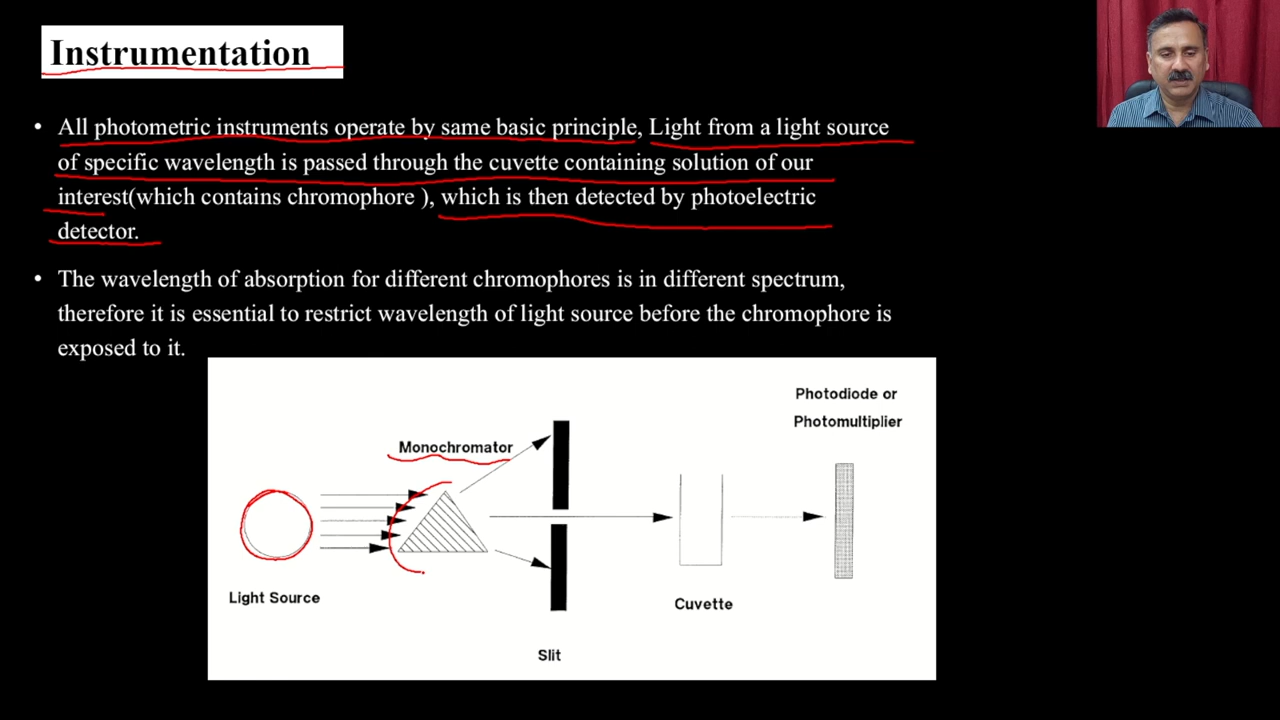 Instrumentation
• All photometric instruments operate by same basic principle, Light from a light source
of specific wavelength is passed through the cuvette containing solution of our
interest(which contains chromophore ), which is then detected by photoelectric
detector.
• The wavelength of absorption for different chromophores is in different spectrum,
therefore it is essential to restrict wavelength of light source before the chromophore is
exposed to it.
Photodiode or
Photomultiplier
Monochromator
Light Source
Cuvette
Slit